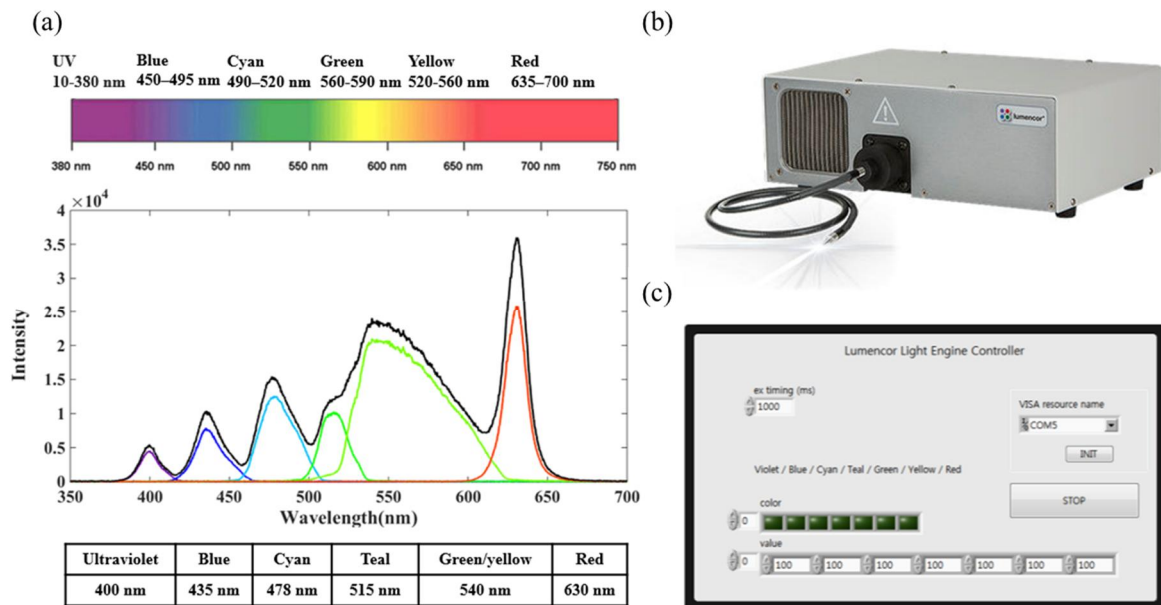 (a)
UV Blue Cyan Green Yellow Red
10-380 nm 450–495 nm 490–520 nm 560-590 nm 520-560 nm 635–700 nm
380 nm 450 nm 500 nm 550 nm 600 nm 700 nm 750 nm
×10⁴
4
3.5
3
2.5
2
1.5
1
0.5
0
Intensity
350 400 450 500 550 600 650 700
Wavelength(nm)
Ultraviolet Blue Cyan Teal Green/yellow Red
400 nm 435 nm 478 nm 515 nm 540 nm 630 nm
(b)
lumencor
(c)
Lumencor Light Engine Controller
ex timing (ms)
1000
VISA resource name
COM5
INIT
Violet / Blue / Cyan / Teal / Green / Yellow / Red
STOP
color
0
value
0 100 100 100 100 100 100 100